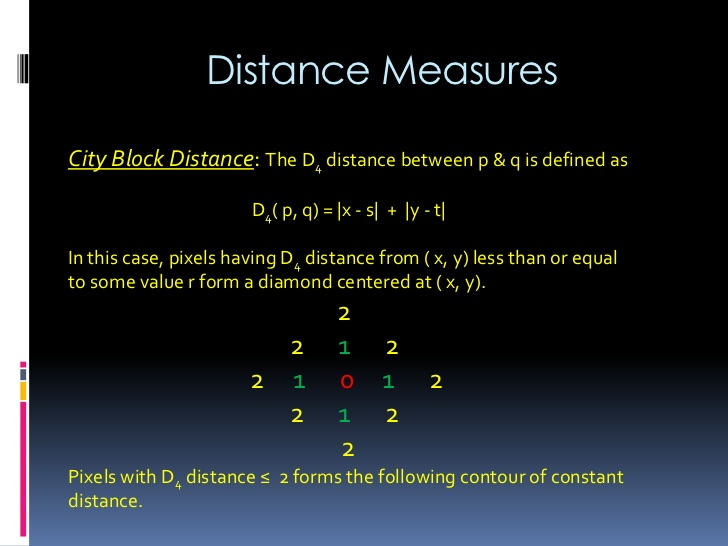 Distance Measures
City Block Distance: The D4 distance between p & q is defined as
D4( p, q) = |x - s| + |y - t|
In this case, pixels having D4 distance from ( x, y) less than or equal
to some value r form a diamond centered at ( x, y).
2
2 1 2
2 1 0 1 2
2 1 2
2
Pixels with D4 distance ≤ 2 forms the following contour of constant
distance.